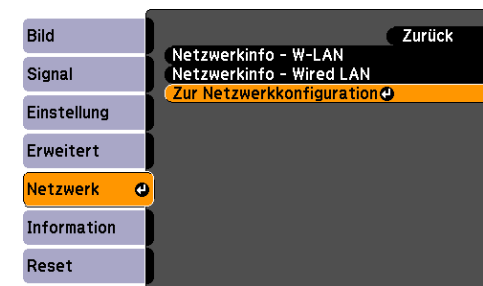 Bild
Signal
Einstellung
Erweitert
Netzwerk
Information
Reset
Zurück
Netzwerkinfo - W-LAN
Netzwerkinfo - Wired LAN
Zur Netzwerkkonfiguration